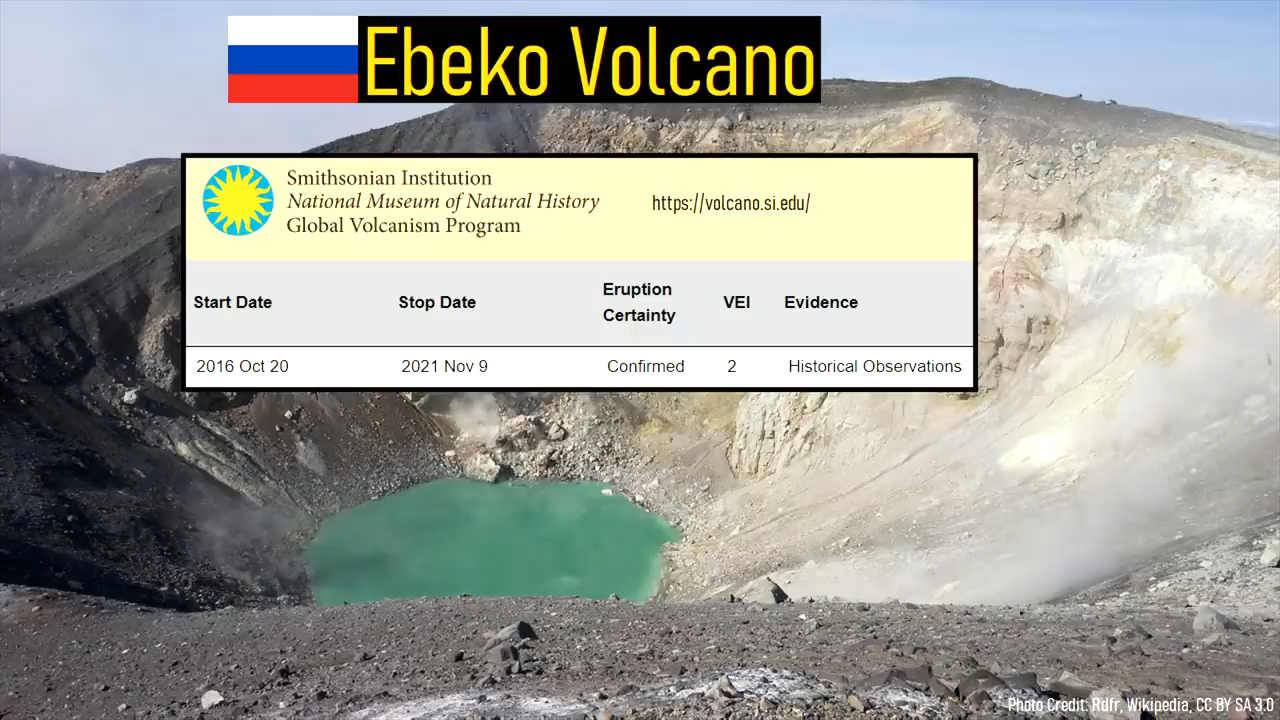 Ebeko Volcano
Smithsonian Institution
National Museum of Natural History
Global Volcanism Program
https://volcano.si.edu/
Start Date Stop Date Eruption Certainty VEI Evidence
2016 Oct 20 2021 Nov 9 Confirmed 2 Historical Observations
Photo Credit: Rdfr, Wikipedia, CC BY SA 3.0